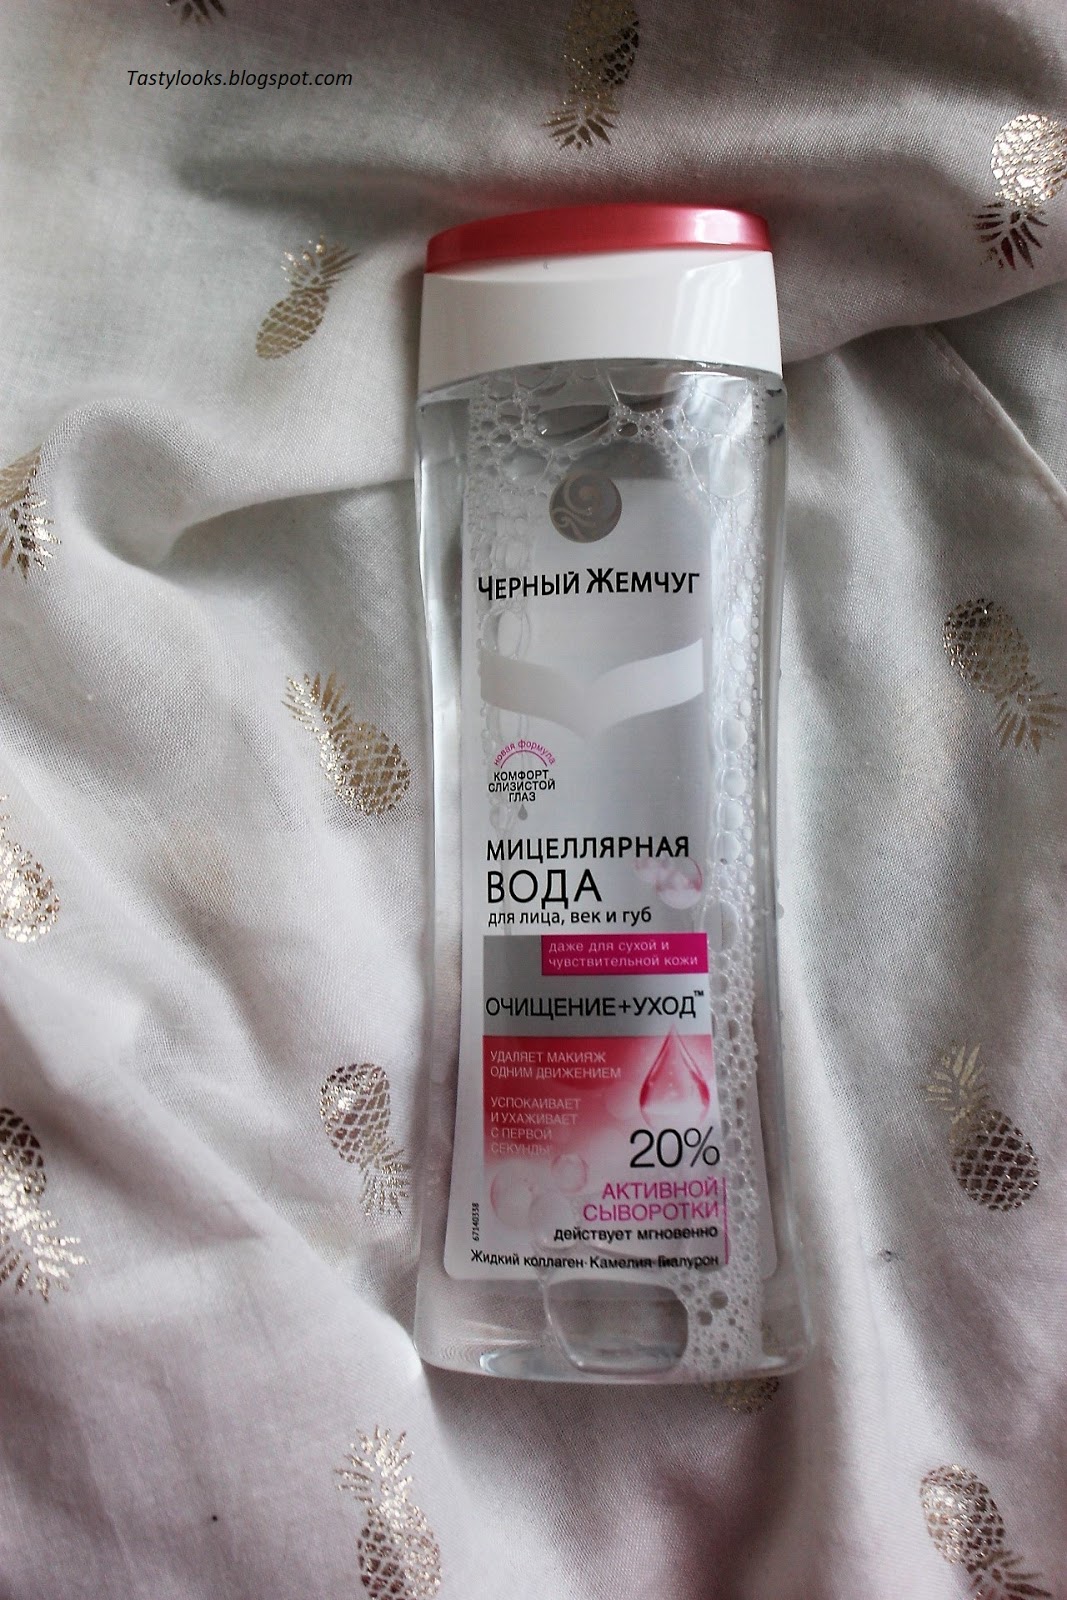 Tastylooks.blogspot.com
ЧЕРНЫЙ ЖЕМЧУГ
новая формула
КОМФОРТ
СЛИЗИСТОЙ
ГЛАЗ
МИЦЕЛЛЯРНАЯ
ВОДА
для лица, век и губ
даже для сухой и
чувствительной кожи
ОЧИЩЕНИЕ+УХОД™
УДАЛЯЕТ МАКИЯЖ
ОДНИМ ДВИЖЕНИЕМ
УСПОКАИВАЕТ
И УХАЖИВАЕТ
С ПЕРВОЙ
СЕКУНДЫ
20%
АКТИВНОЙ
СЫВОРОТКИ
действует мгновенно
67140338
Жидкий коллаген·Камелия·Гиалурон